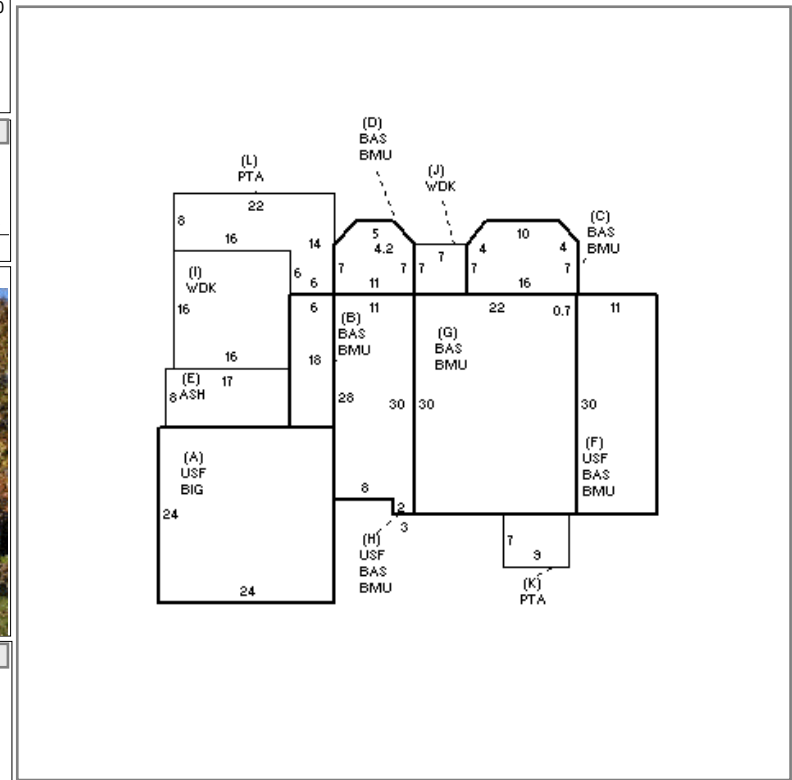 (D)
BAS
BMU
(L)
PTA
(J)
WDK
22
8
(C)
BAS
BMU
5
10
16
14
4.2
7
4
4
(I)
WDK
6
7
7
7
7
7
6
11
16
16
6
11
22
0.7
11
(B)
BAS
BMU
(G)
BAS
BMU
16
18
(E)
ASH
17
8
28
30
30
30
(F)
USF
BAS
BMU
(A)
USF
BIG
8
24
2
3
(H)
USF
BAS
BMU
7
9
(K)
PTA
24